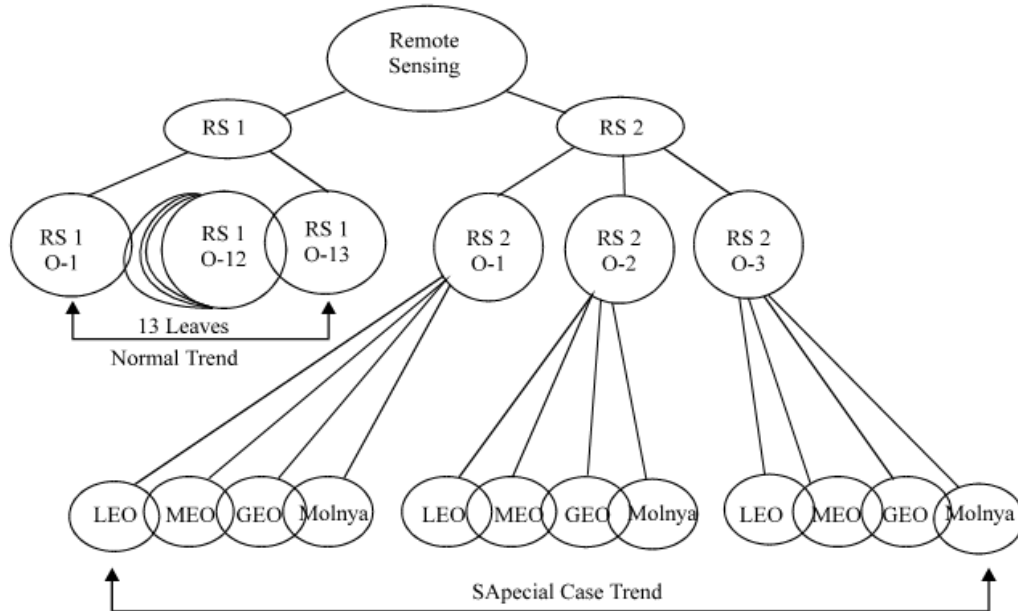 Remote
Sensing
RS 1
RS 2
RS 1
O-1
RS 1
O-12
RS 1
O-13
RS 2
O-1
RS 2
O-2
RS 2
O-3
13 Leaves
Normal Trend
LEO
MEO
GEO
Molnya
LEO
MEO
GEO
Molnya
LEO
MEO
GEO
Molnya
SApecial Case Trend